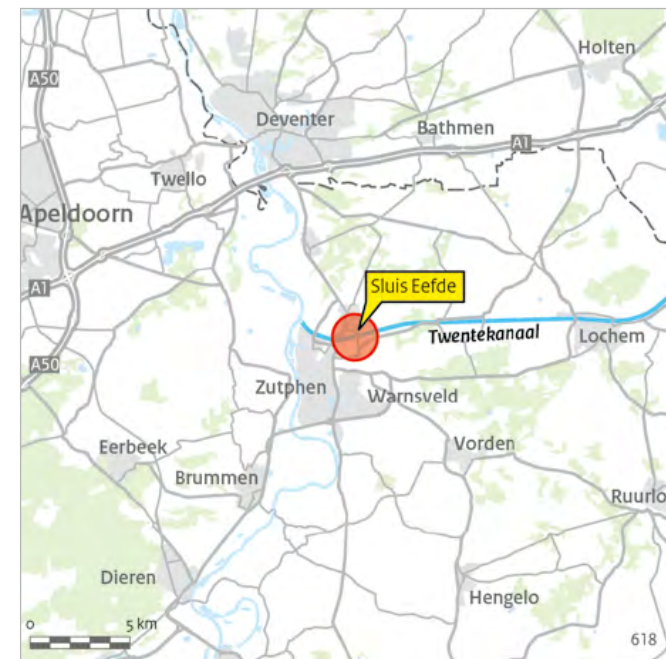 Holten
A50
Deventer
Bathmen
A1
Twello
Apeldoorn
Sluis Eefde
A1
Twentekanaal
Lochem
A50
Zutphen
Warnsveld
Eerbeek
Vorden
Brummen
Ruurlo
Dieren
Hengelo
0 5 km
618